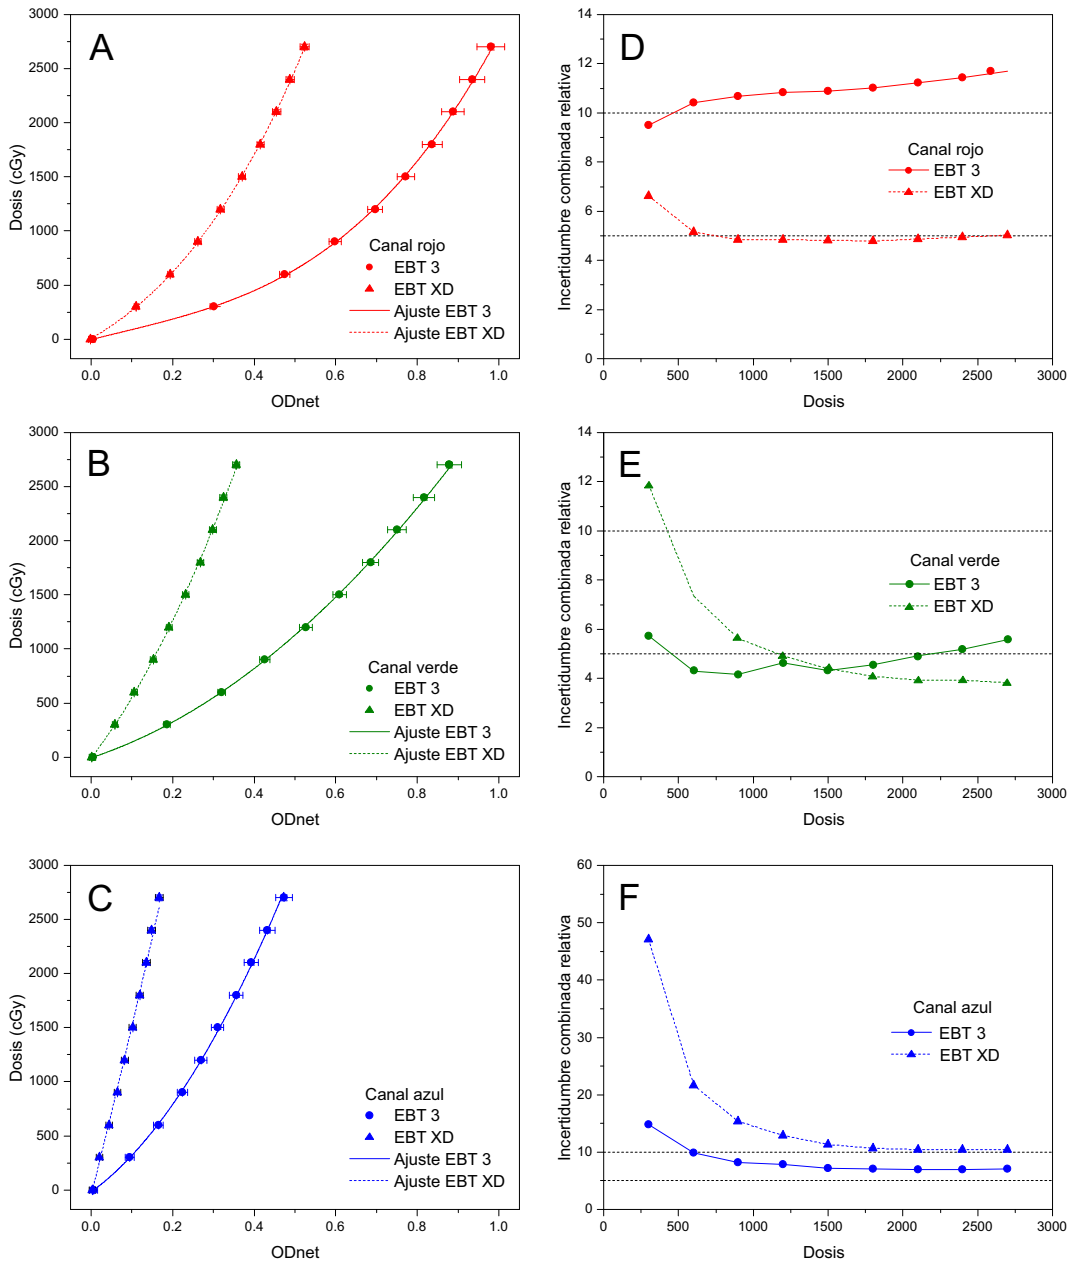 A
3000
2500
2000
1500
1000
500
0
Dosis (cGy)
Canal rojo
EBT 3
EBT XD
Ajuste EBT 3
Ajuste EBT XD
0.0 0.2 0.4 0.6 0.8 1.0
ODnet
D
14
12
10
8
6
4
2
0
Incertidumbre combinada relativa
Canal rojo
EBT 3
EBT XD
0 500 1000 1500 2000 2500 3000
Dosis
B
3000
2500
2000
1500
1000
500
0
Dosis (cGy)
Canal verde
EBT 3
EBT XD
Ajuste EBT 3
Ajuste EBT XD
0.0 0.2 0.4 0.6 0.8 1.0
ODnet
E
14
12
10
8
6
4
2
0
Incertidumbre combinada relativa
Canal verde
EBT 3
EBT XD
0 500 1000 1500 2000 2500 3000
Dosis
C
3000
2500
2000
1500
1000
500
0
Dosis (cGy)
Canal azul
EBT 3
EBT XD
Ajuste EBT 3
Ajuste EBT XD
0.0 0.2 0.4 0.6 0.8 1.0
ODnet
F
60
50
40
30
20
10
0
Incertidumbre combinada relativa
Canal azul
EBT 3
EBT XD
0 500 1000 1500 2000 2500 3000
Dosis